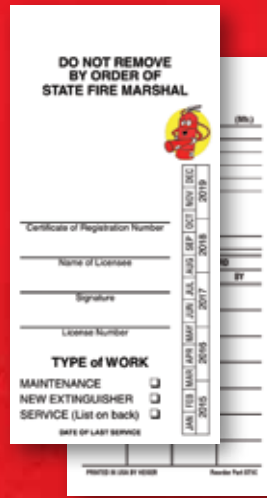 DO NOT REMOVE
BY ORDER OF
STATE FIRE MARSHAL
Certificate of Registration Number
Name of Licensee
Signature
License Number
TYPE of WORK
MAINTENANCE
NEW EXTINGUISHER
SERVICE (List on back)
DATE OF LAST SERVICE
JAN FEB MAR APR MAY JUN JUL AUG SEP OCT NOV DEC
2015 2016 2017 2018 2019
(Mfr.)
BY
PRINTED IN USA BY HEISER